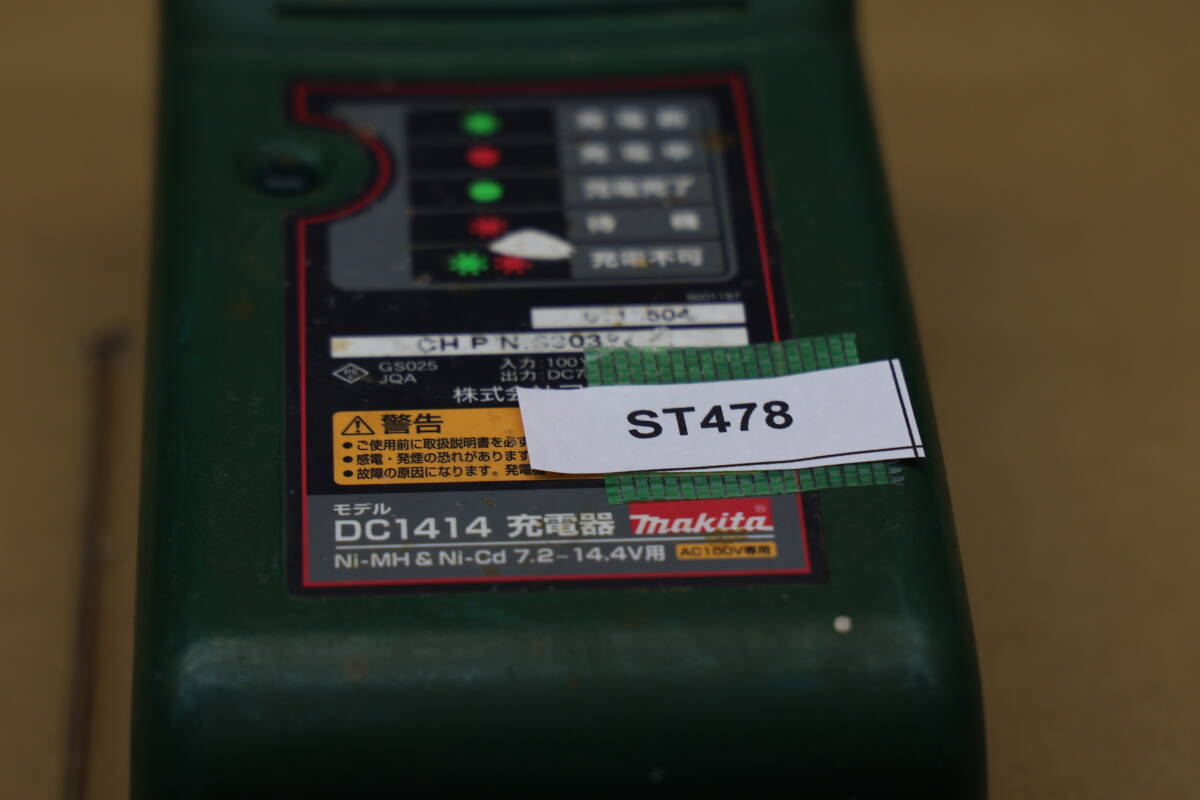 充電前
充電中
充電完了
待 機
充電不可
CH P/N.
GS025
JQA
入力:100V
出力:DC7
株式会社
警告
●ご使用前に取扱説明書を必ず
●感電・発煙の恐れがあります
●故障の原因になります。発電機
ST478
モデル
DC1414 充電器 makita®
Ni-MH & Ni-Cd 7.2-14.4V用 AC100V専用